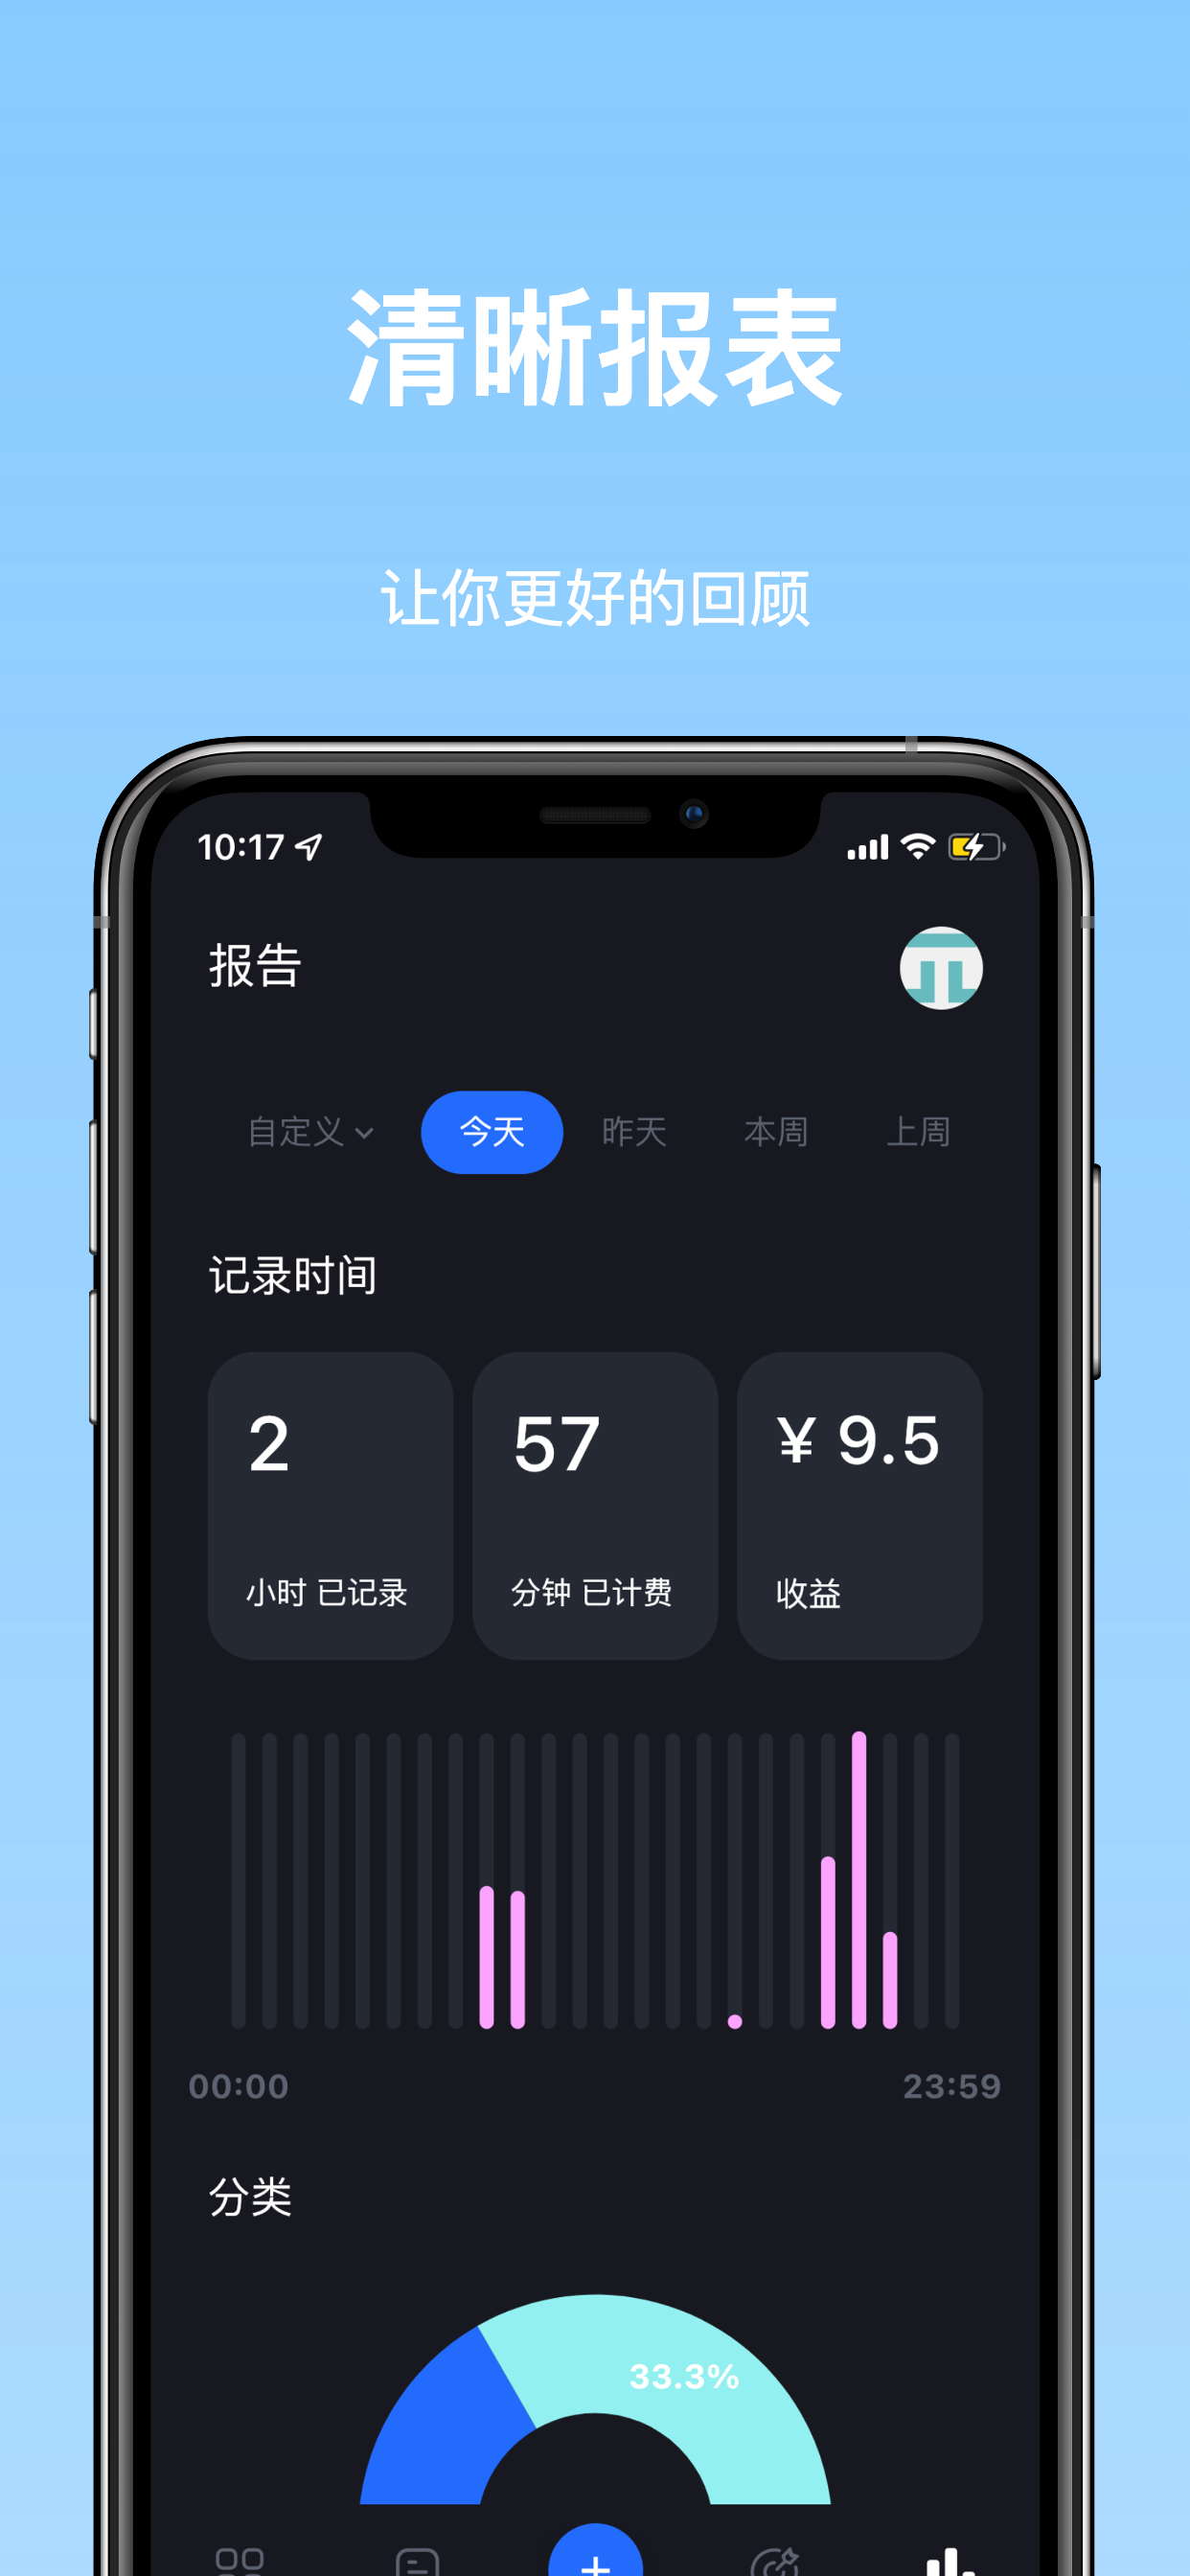 清晰报表
让你更好的回顾
10:17
报告
自定义 今天 昨天 本周 上周
记录时间
2 57 ¥ 9.5
小时 已记录 分钟 已计费 收益
00:00 23:59
分类
33.3%